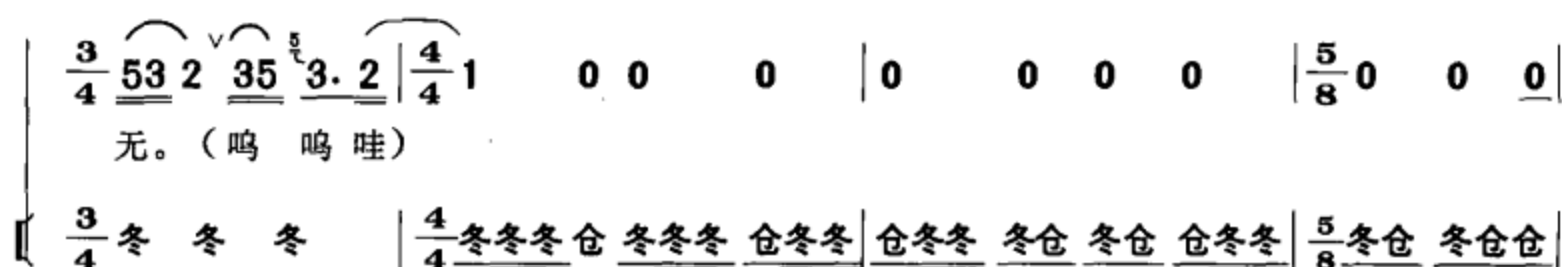 3/4 53 2 ∨ 35 5 3. 2 | 4/4 1 0 0 0 | 0 0 0 0 | 5/8 0 0 0 |
无。（呜 呜 哇）
3/4 冬 冬 冬 | 4/4 冬冬冬 仓 冬冬冬 仓冬冬 | 仓冬冬 冬仓 冬仓 仓冬冬 | 5/8 冬仓 冬仓仓 |